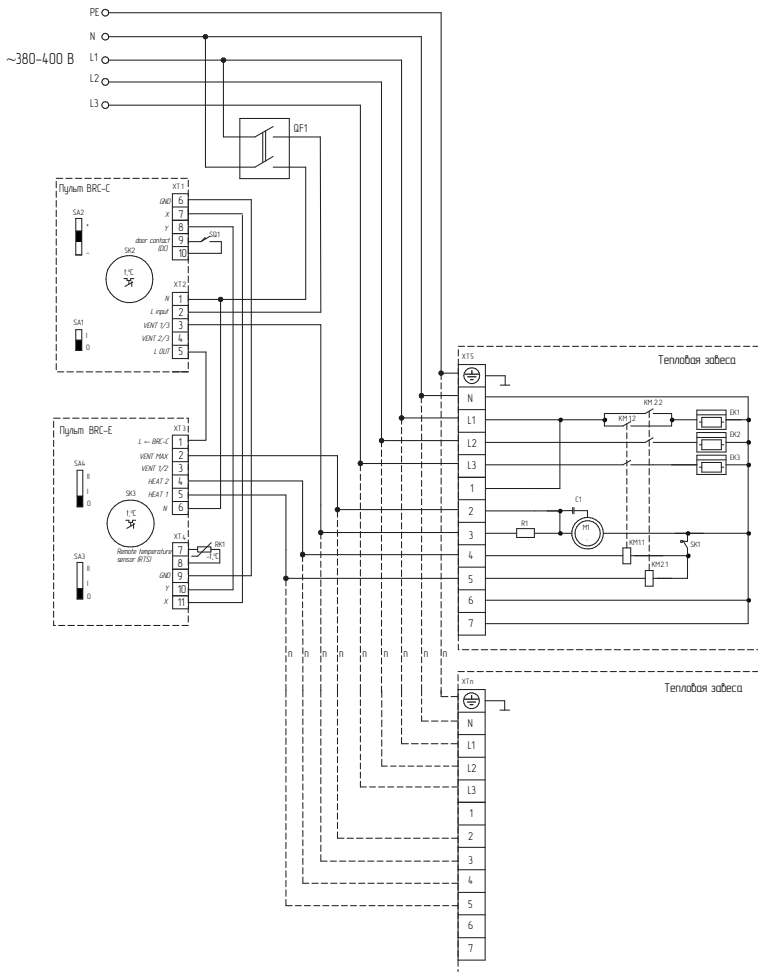 PE
N
~380-400 В
L1
L2
L3
QF1
Пульт BRC-C
XT1
SA2
+
-
SK2
t,°C
GND 6
X 7
Y 8
door contact (DC) 9
10
SQ1
XT2
N 1
L input 2
VENT 1/3 3
VENT 2/3 4
L OUT 5
SA1
I
0
Пульт BRC-E
XT3
L <- BRC-C 1
VENT MAX 2
VENT 1/2 3
HEAT 2 4
HEAT 1 5
N 6
SA4
II
I
0
SK3
t,°C
XT4
Remote temperature
sensor (RTS)
7
8
RK1
-t,°C
GND 9
Y 10
X 11
SA3
II
I
0
XT5
Тепловая завеса
N
L1
L2
L3
1
2
3
4
5
6
7
KM2.2
KM1.2
EK1
EK2
EK3
C1
R1
M1
KM1.1
SK1
KM2.1
n n n n n n n n n
XTn
Тепловая завеса
N
L1
L2
L3
1
2
3
4
5
6
7